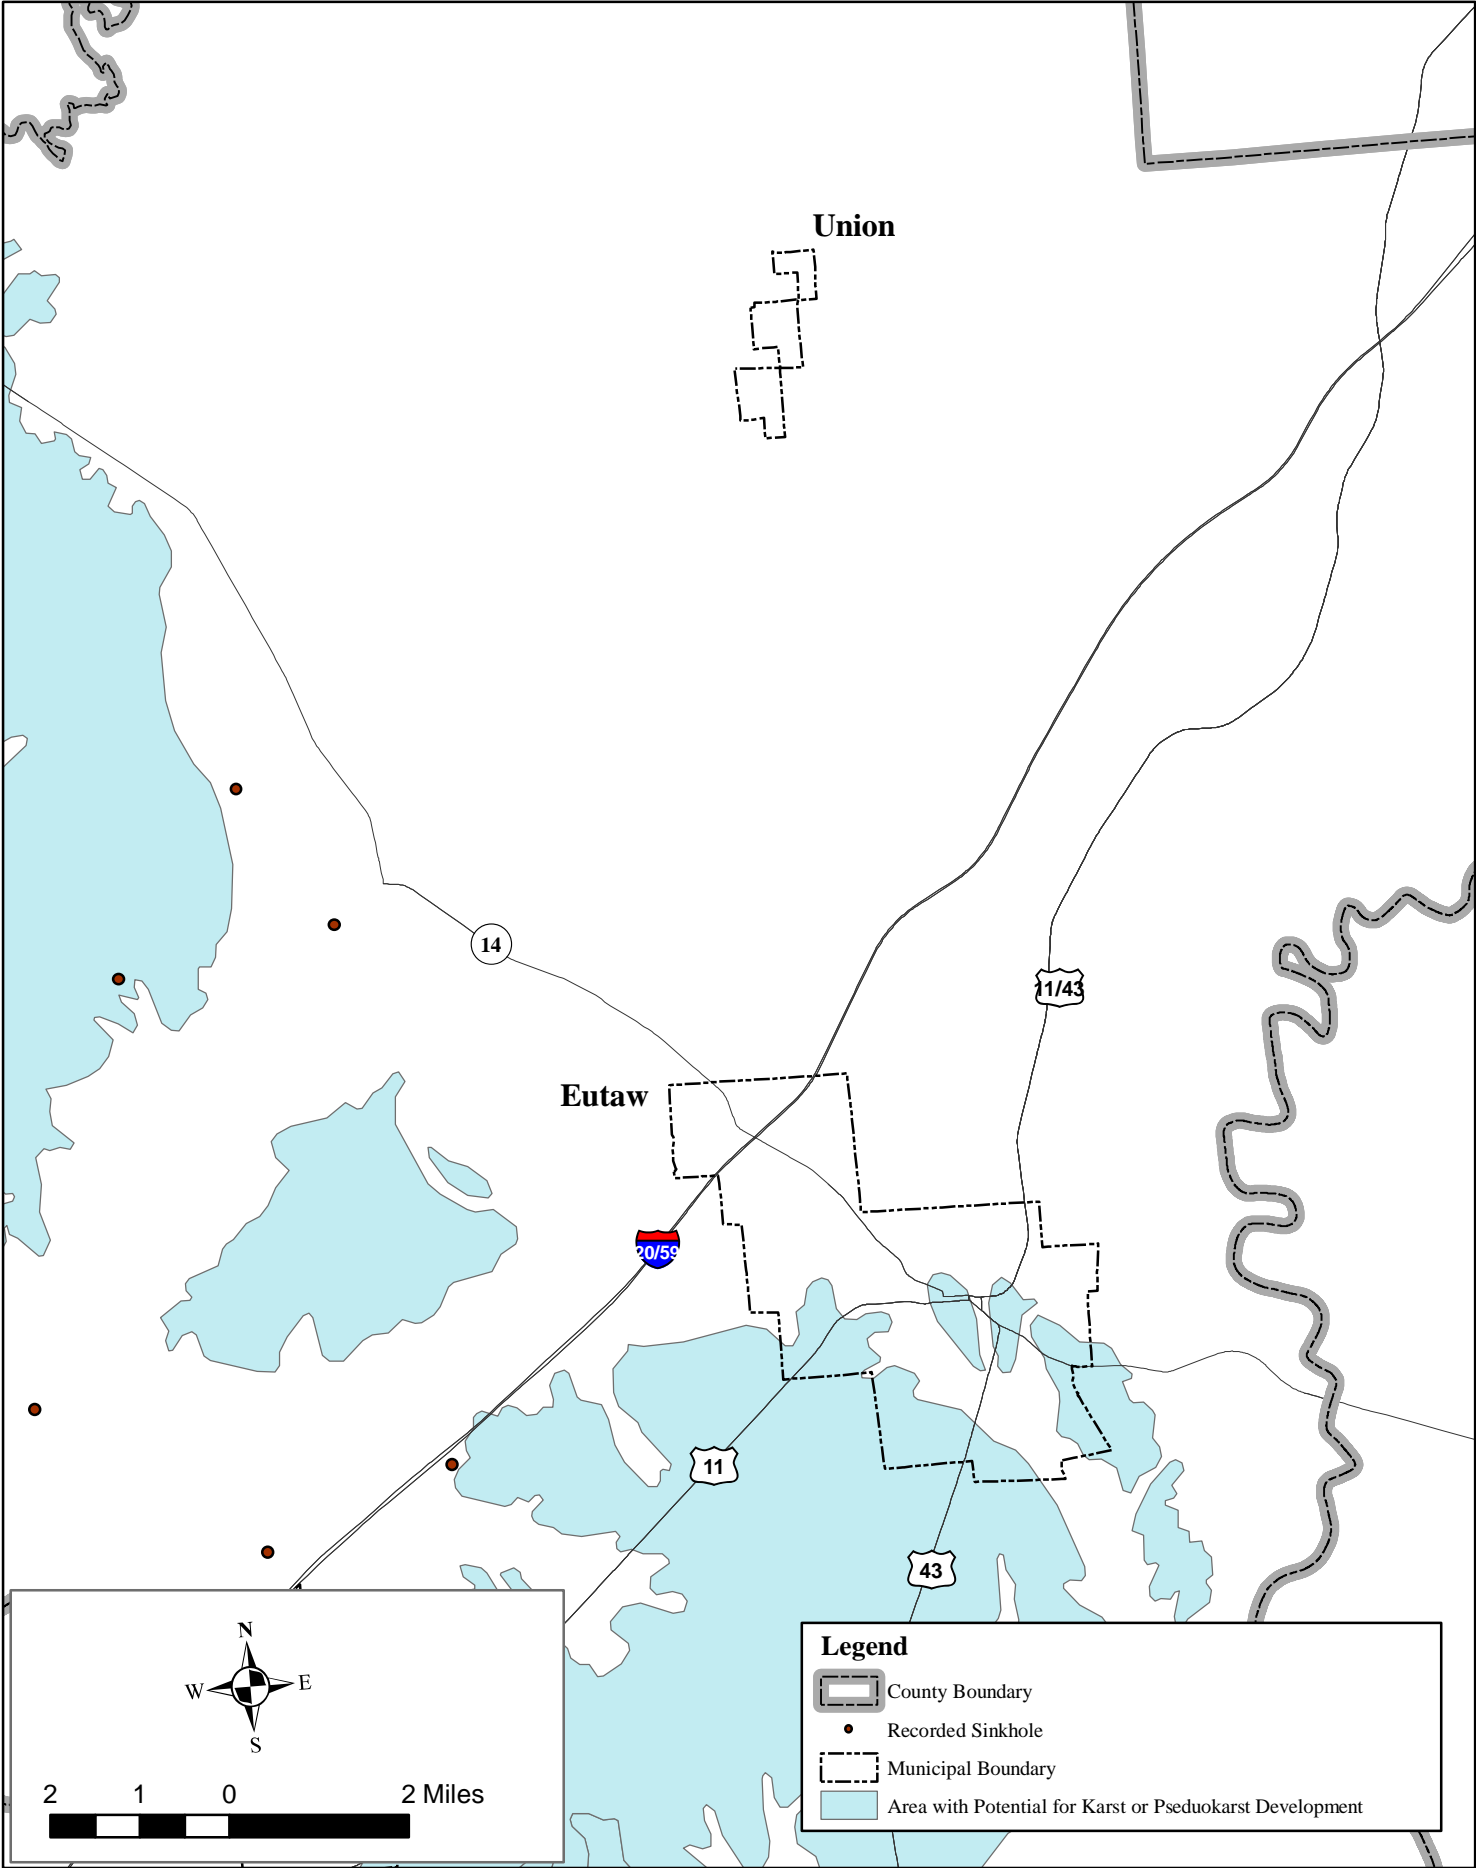 Union
14
11/43
Eutaw
20/59
11
43
N
W E
S
2 1 0 2 Miles
Legend
County Boundary
Recorded Sinkhole
Municipal Boundary
Area with Potential for Karst or Pseduokarst Development